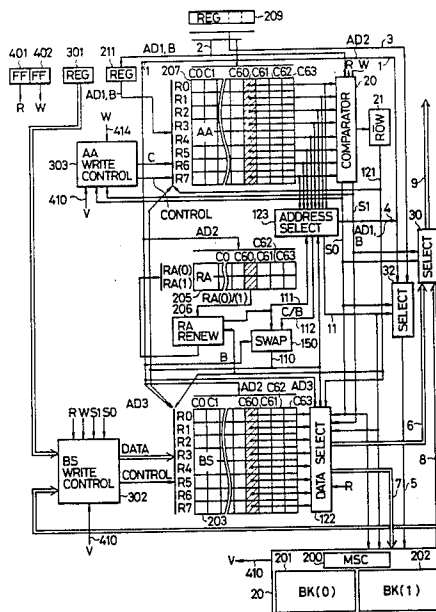 REG 209
401 402 301 211 2 AD1, B AD2 3
FF FF REG REG R W 1
R W 1 207 C0 C1 C60 C61 C62 C63 20
AD1, B R0 21
R1
W R2 COMPARATOR ROW
414 R3 AA
303 AA WRITE CONTROL C R4 121
R5 9
R6
410 R7 S1
V CONTROL 123 ADDRESS SELECT S0 AD1, B 4 30
AD2 C62 32 SELECT
C0 C60 C63
RA(0) RA
RA(1) C61 SELECT
205 RA(0)/(1) 111
206 C/B 11
RA RENEW 112
SWAP 150
B 110
AD2 C62 AD3 6
AD3 C0 C1 C60 C61 C63 8
R W S1 S0 R0
R1
DATA R2
BS WRITE CONTROL R3 BS DATA SELECT
CONTROL R4
R5 R 7 5
R6
302 R7
V 410 203 122
201 200 MSC 202
V 410
20 BK(0) BK(1)